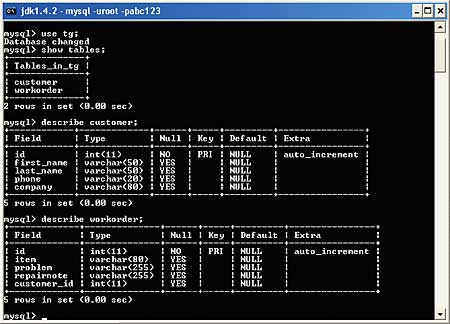 jdk1.4.2 - mysql -uroot -pabc123
mysql> use tg;
Database changed
mysql> show tables;
+--------------+
| Tables_in_tg |
+--------------+
| customer     |
| workorder    |
+--------------+
2 rows in set (0.00 sec)
mysql> describe customer;
+------------+-------------+------+-----+---------+----------------+
| Field      | Type        | Null | Key | Default | Extra          |
+------------+-------------+------+-----+---------+----------------+
| id         | int(11)     | NO   | PRI | NULL    | auto_increment |
| first_name | varchar(50) | YES  |     | NULL    |                |
| last_name  | varchar(50) | YES  |     | NULL    |                |
| phone      | varchar(20) | YES  |     | NULL    |                |
| company    | varchar(80) | YES  |     | NULL    |                |
+------------+-------------+------+-----+---------+----------------+
5 rows in set (0.00 sec)
mysql> describe workorder;
+-------------+--------------+------+-----+---------+----------------+
| Field       | Type         | Null | Key | Default | Extra          |
+-------------+--------------+------+-----+---------+----------------+
| id          | int(11)      | NO   | PRI | NULL    | auto_increment |
| item        | varchar(80)  | YES  |     | NULL    |                |
| problem     | varchar(255) | YES  |     | NULL    |                |
| repairnote  | varchar(255) | YES  |     | NULL    |                |
| customer_id | int(11)      | YES  |     | NULL    |                |
+-------------+--------------+------+-----+---------+----------------+
5 rows in set (0.00 sec)
mysql> _